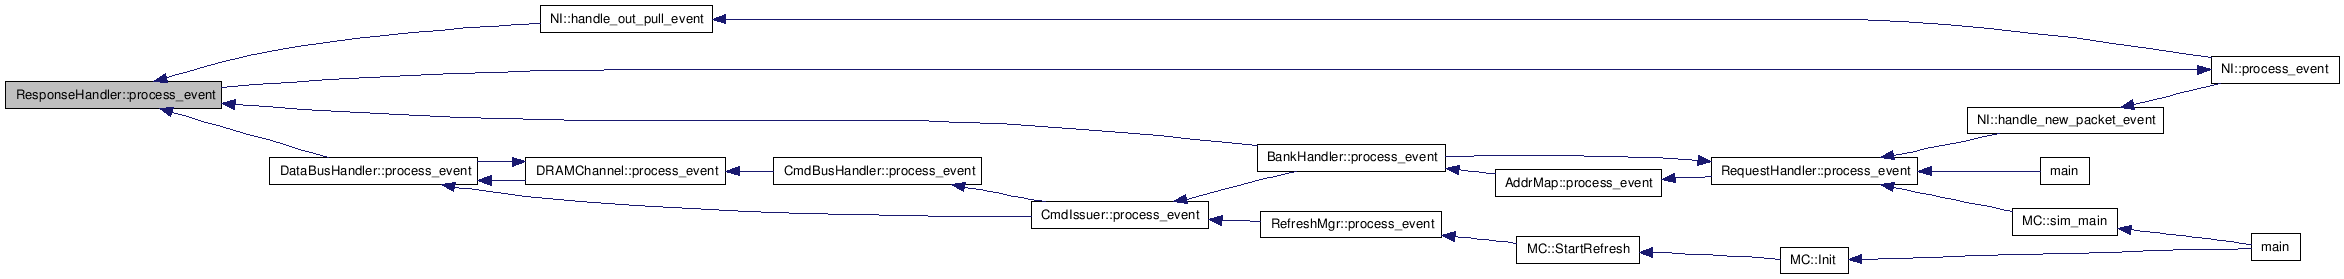 NI::handle_out_pull_event
NI::process_event
ResponseHandler::process_event
NI::handle_new_packet_event
BankHandler::process_event
DataBusHandler::process_event
DRAMChannel::process_event
CmdBusHandler::process_event
RequestHandler::process_event
main
AddrMap::process_event
CmdIssuer::process_event
RefreshMgr::process_event
MC::sim_main
MC::StartRefresh
main
MC::Init